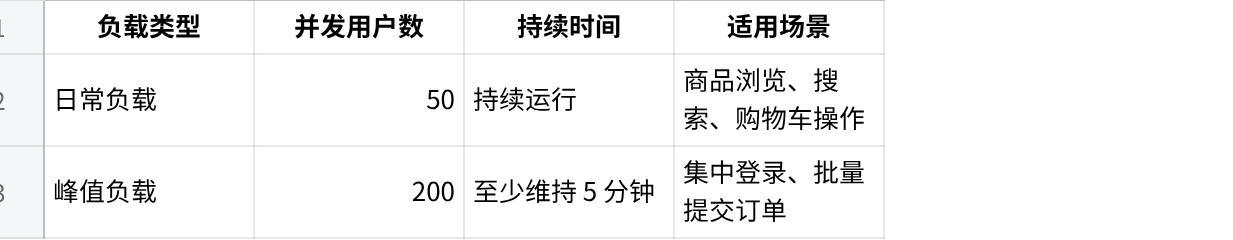 1 负载类型 并发用户数 持续时间 适用场景
2 日常负载 50 持续运行 商品浏览、搜
索、购物车操作
3 峰值负载 200 至少维持 5 分钟 集中登录、批量
提交订单